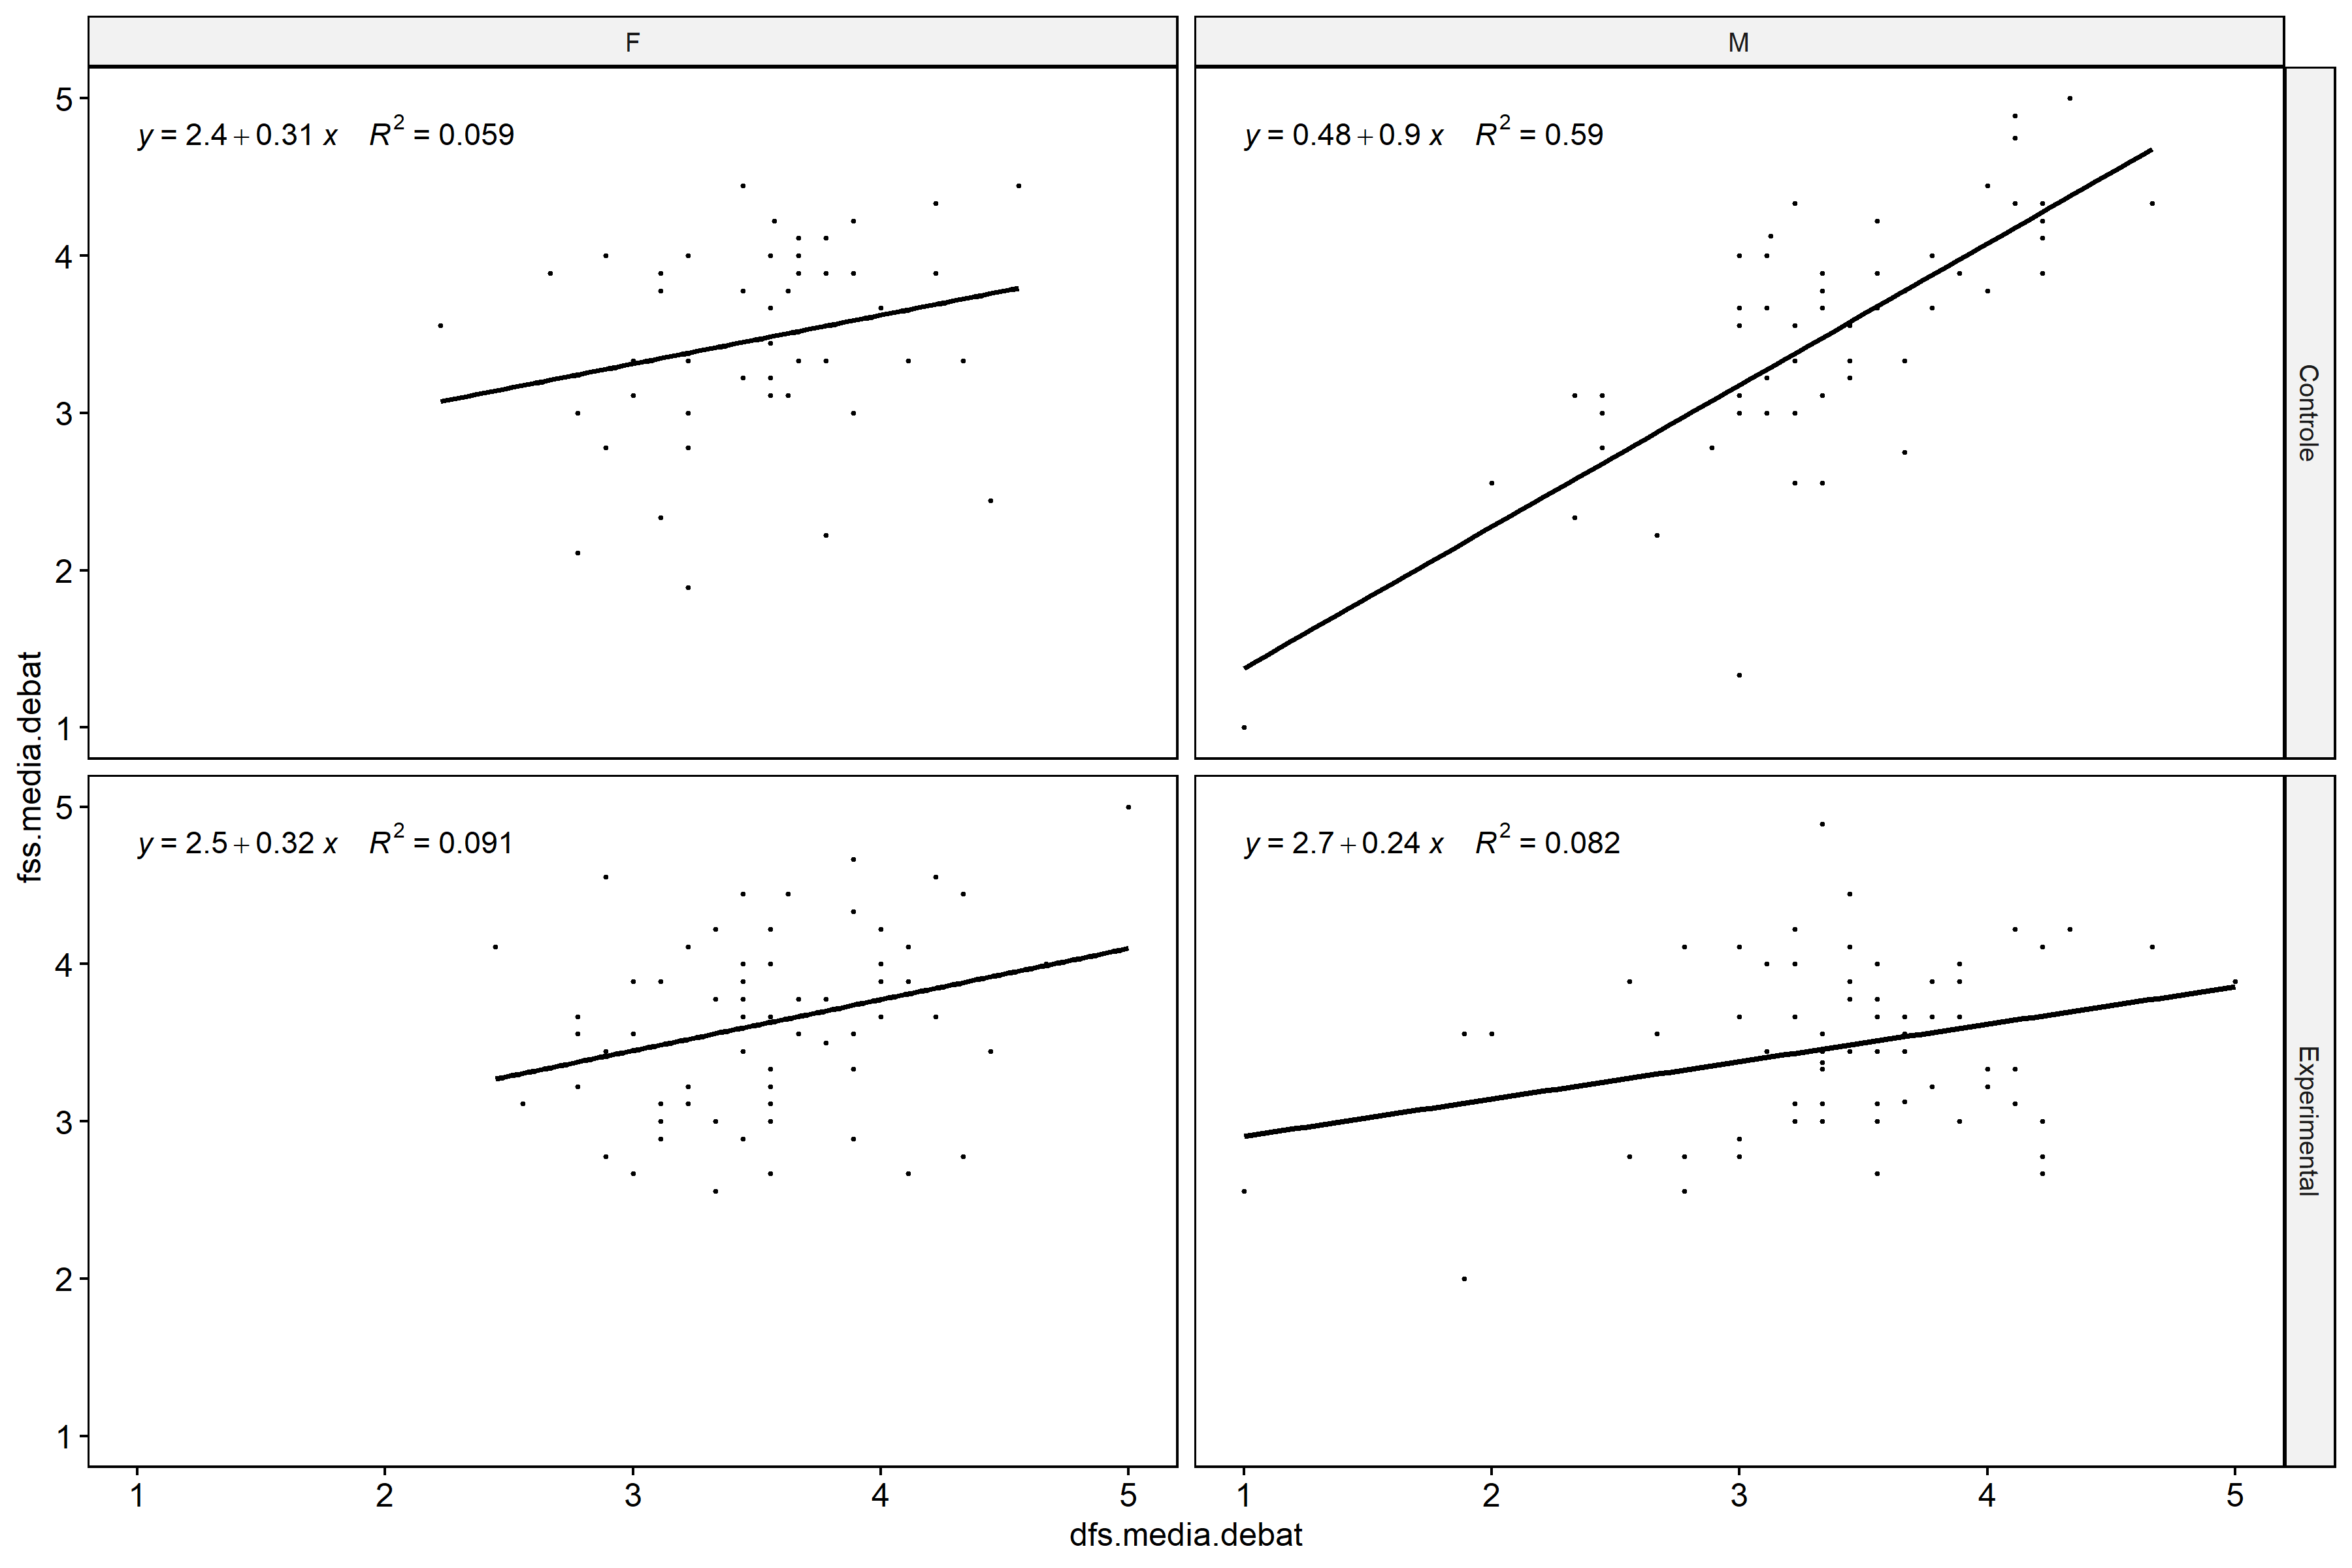 F
M
5
4
3
2
1
y = 2.4 + 0.31 x R² = 0.059
y = 0.48 + 0.9 x R² = 0.59
Controle
fss.media.debat
5
4
3
2
1
y = 2.5 + 0.32 x R² = 0.091
y = 2.7 + 0.24 x R² = 0.082
Experimental
1 2 3 4 5
1 2 3 4 5
dfs.media.debat